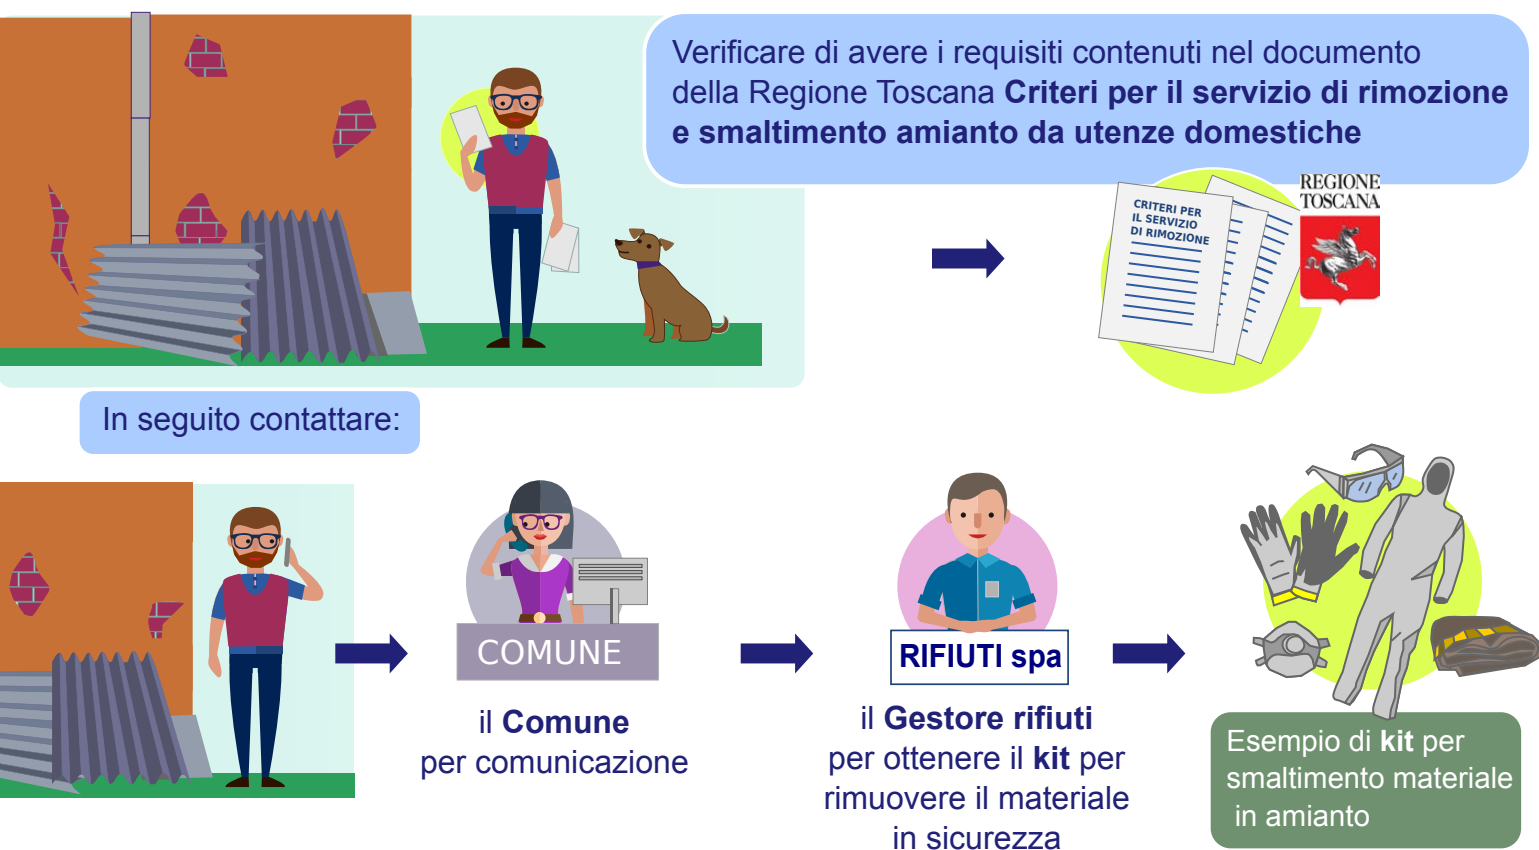 Verificare di avere i requisiti contenuti nel documento
della Regione Toscana Criteri per il servizio di rimozione
e smaltimento amianto da utenze domestiche
REGIONE
TOSCANA
CRITERI PER
IL SERVIZIO
DI RIMOZIONE
In seguito contattare:
COMUNE
il Comune
per comunicazione
RIFIUTI spa
il Gestore rifiuti
per ottenere il kit per
rimuovere il materiale
in sicurezza
Esempio di kit per
smaltimento materiale
in amianto